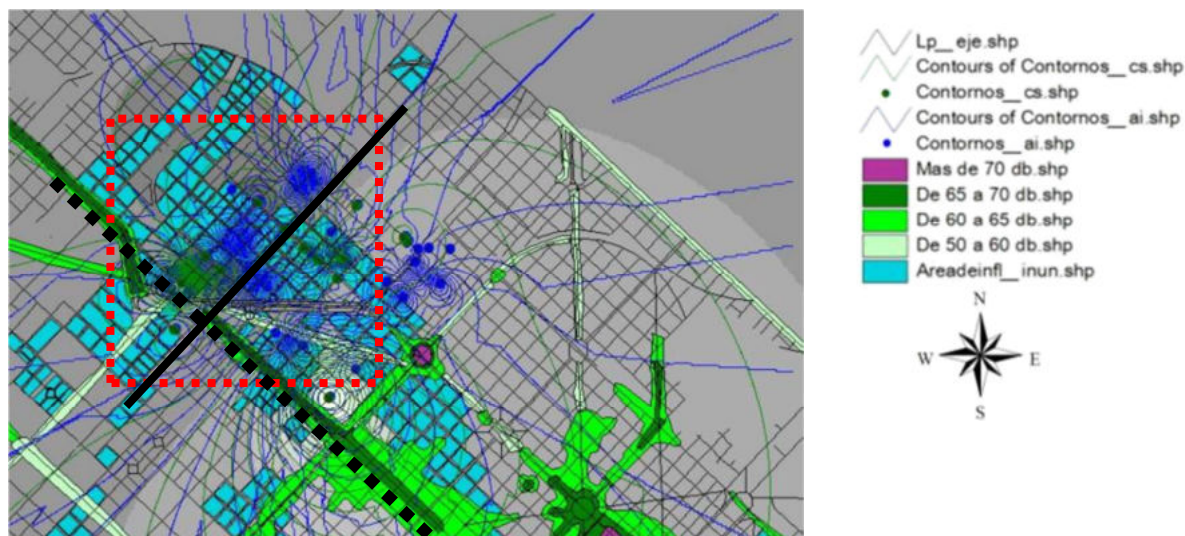 Lp__eje.shp
Contours of Contornos__cs.shp
Contornos__cs.shp
Contours of Contornos__ai.shp
Contornos__ai.shp
Mas de 70 db.shp
De 65 a 70 db.shp
De 60 a 65 db.shp
De 50 a 60 db.shp
Areadeinfl__inun.shp
N
W E
S